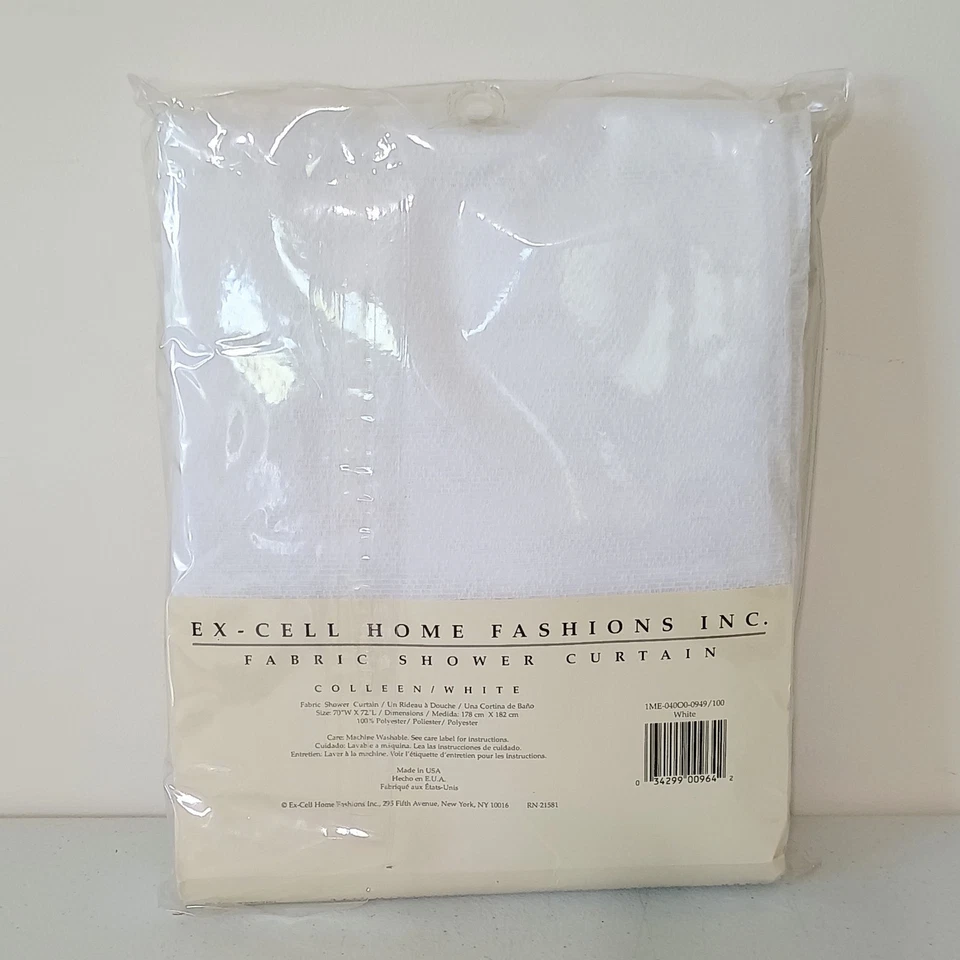 EX-CELL HOME FASHIONS INC.
FABRIC SHOWER CURTAIN
COLLEEN/WHITE
Fabric Shower Curtain / Un Rideau à Douche / Una Cortina de Baño
Size: 70"W X 72"L / Dimensions / Medida: 178 cm X 182 cm
100% Polyester/ Poliester/ Polyester
Care: Machine Washable. See care label for instructions.
Cuidado: Lavable a máquina. Lea las instrucciones de cuidado.
Entretien: Laver à la machine. Voir l'étiquette d'entretien pour les instructions.
Made in USA
Hecho en E.U.A.
Fabriqué aux États-Unis
© Ex-Cell Home Fashions Inc., 295 Fifth Avenue, New York, NY 10016 RN 21581
1ME-040O0-0949/100
White
0 34299 00964 2